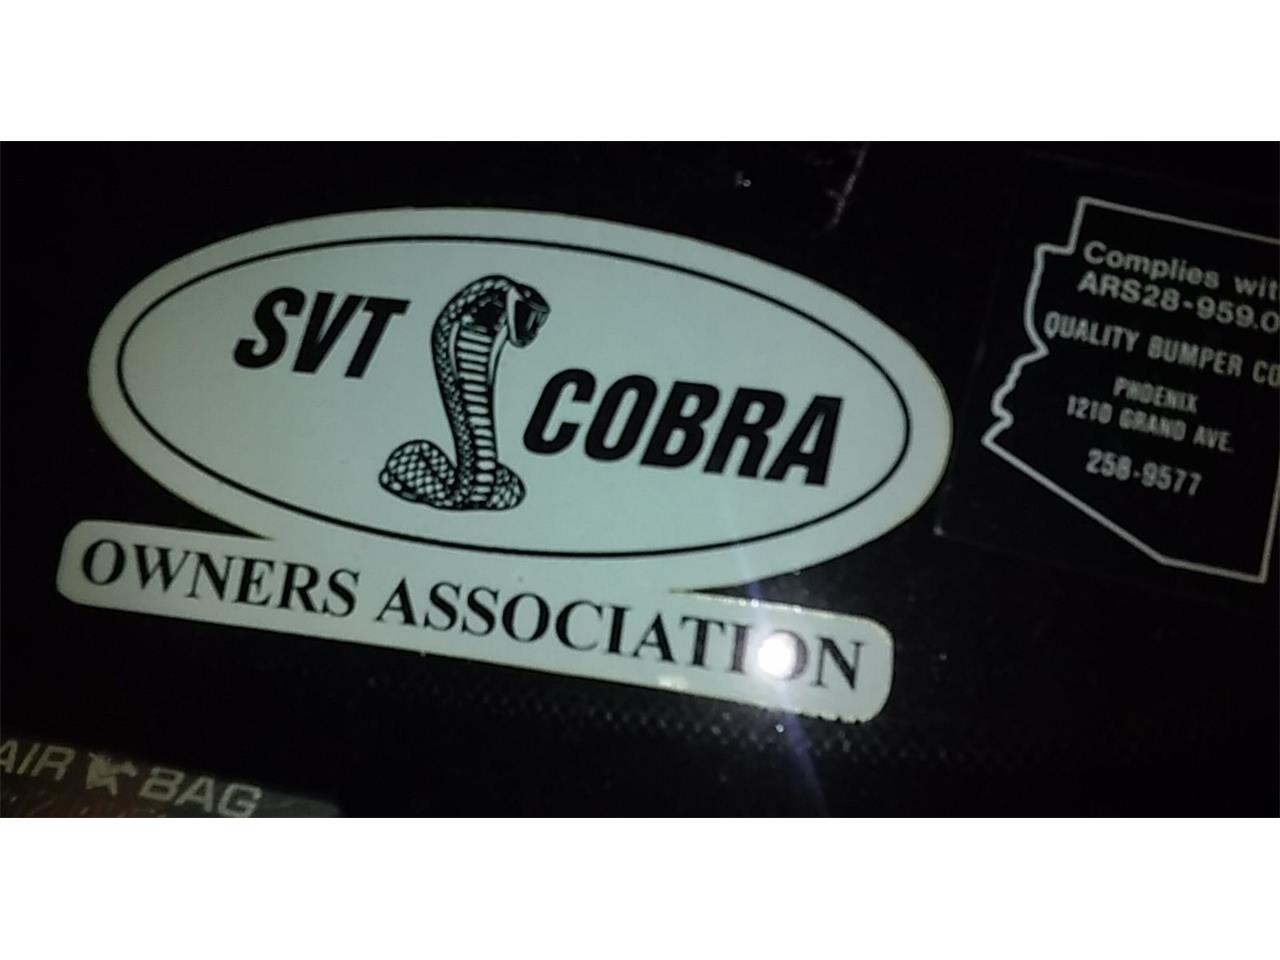 SVT COBRA
OWNERS ASSOCIATION
Complies wit
ARS28-959.0
QUALITY BUMPER CO
PHOENIX
1210 GRAND AVE.
258-9577
AIR BAG